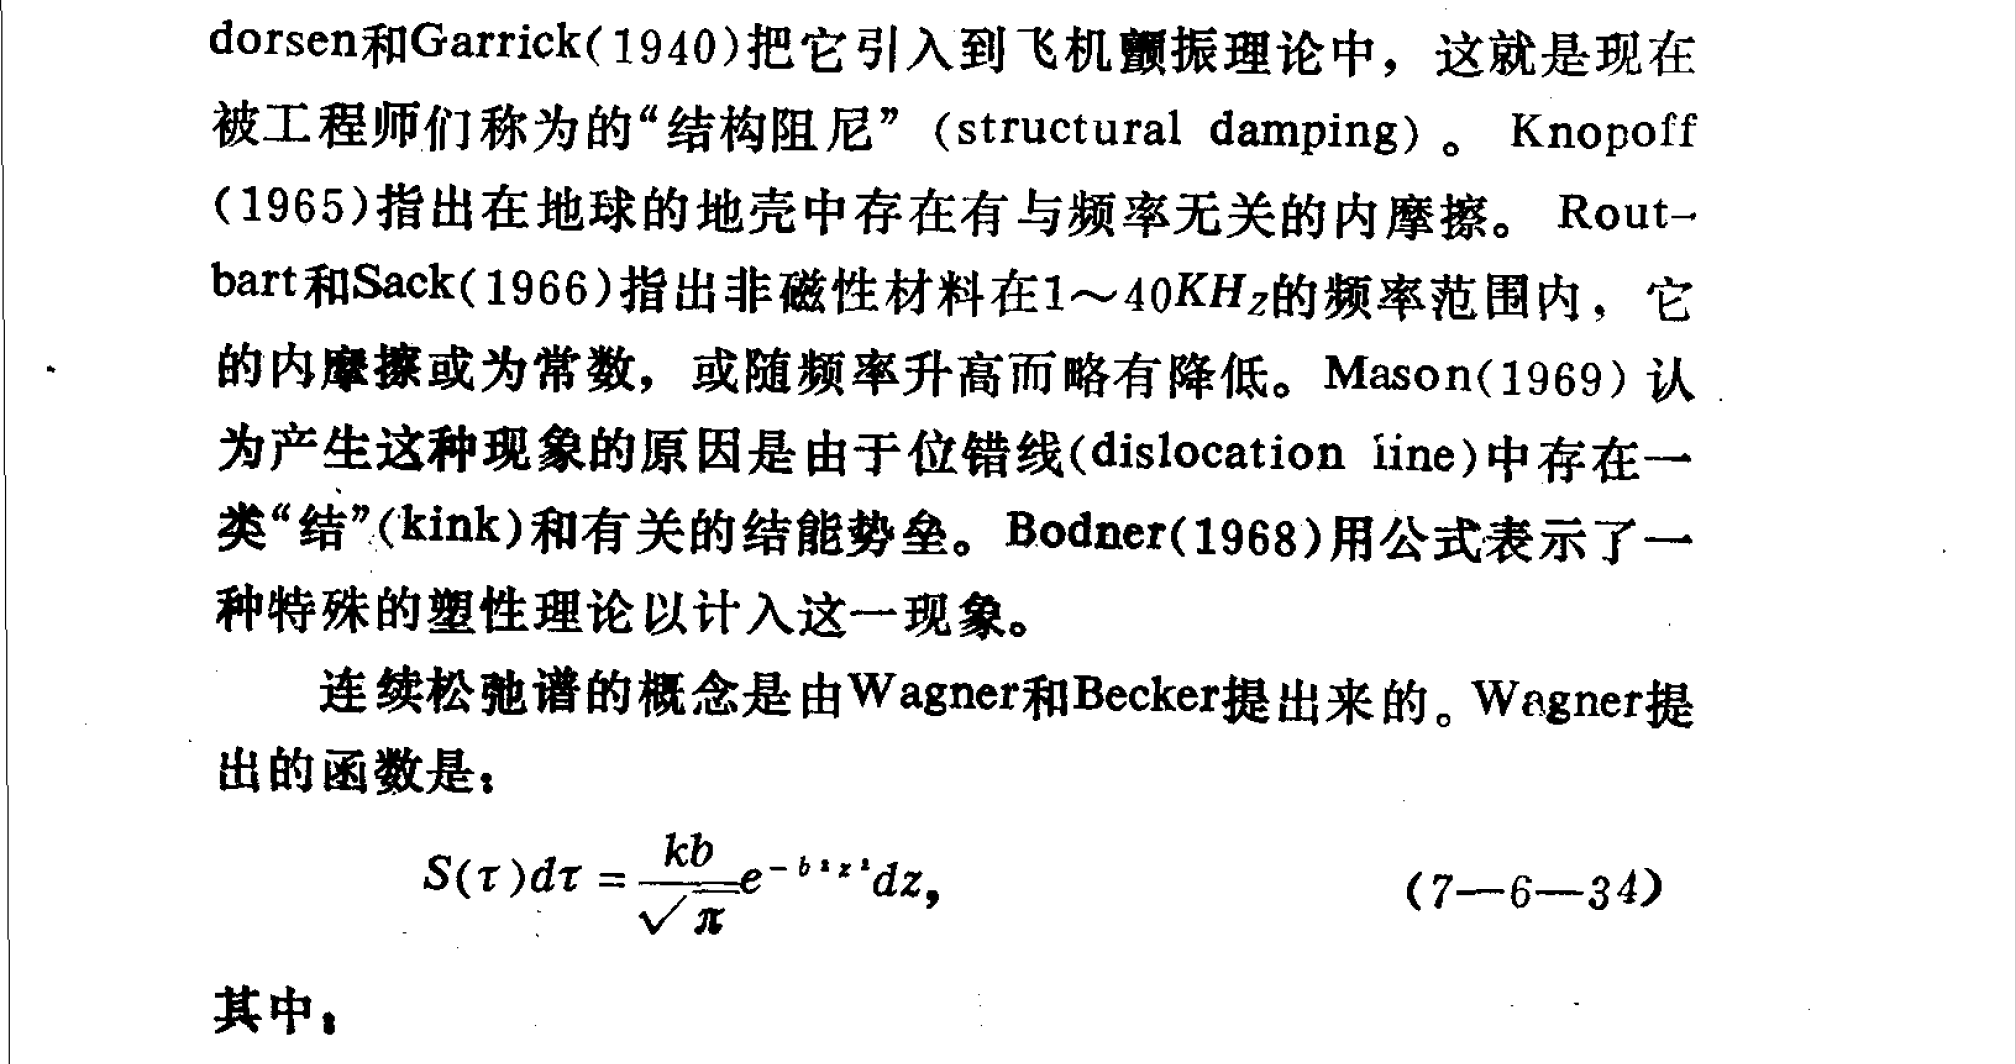 dorsen和Garrick(1940)把它引入到飞机颤振理论中，这就是现在
被工程师们称为的“结构阻尼”(structural damping)。 Knopoff
(1965)指出在地球的地壳中存在有与频率无关的内摩擦。 Rout-
bart和Sack(1966)指出非磁性材料在1～40KHz的频率范围内，它
的内摩擦或为常数，或随频率升高而略有降低。Mason(1969)认
为产生这种现象的原因是由于位错线(dislocation line)中存在一
类“结”(kink)和有关的结能势垒。Bodner(1968)用公式表示了一
种特殊的塑性理论以计入这一现象。
连续松弛谱的概念是由Wagner和Becker提出来的。Wagner提
出的函数是：
S(τ)dτ = \frac{kb}{\sqrt{π}} e^{-b²z²}dz, (7—6—34)
其中：